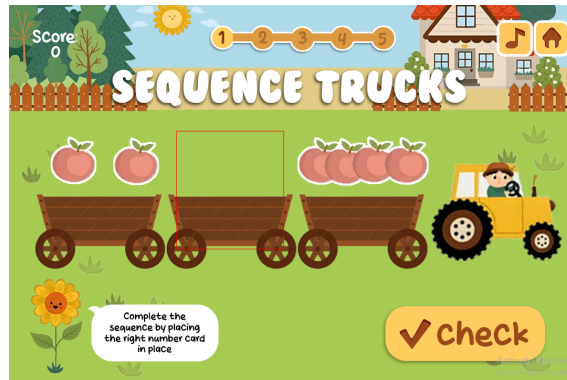 Score:
0
1 2 3 4 5
SEQUENCE TRUCKS
Complete the
sequence by placing
the right number card
in place
Check